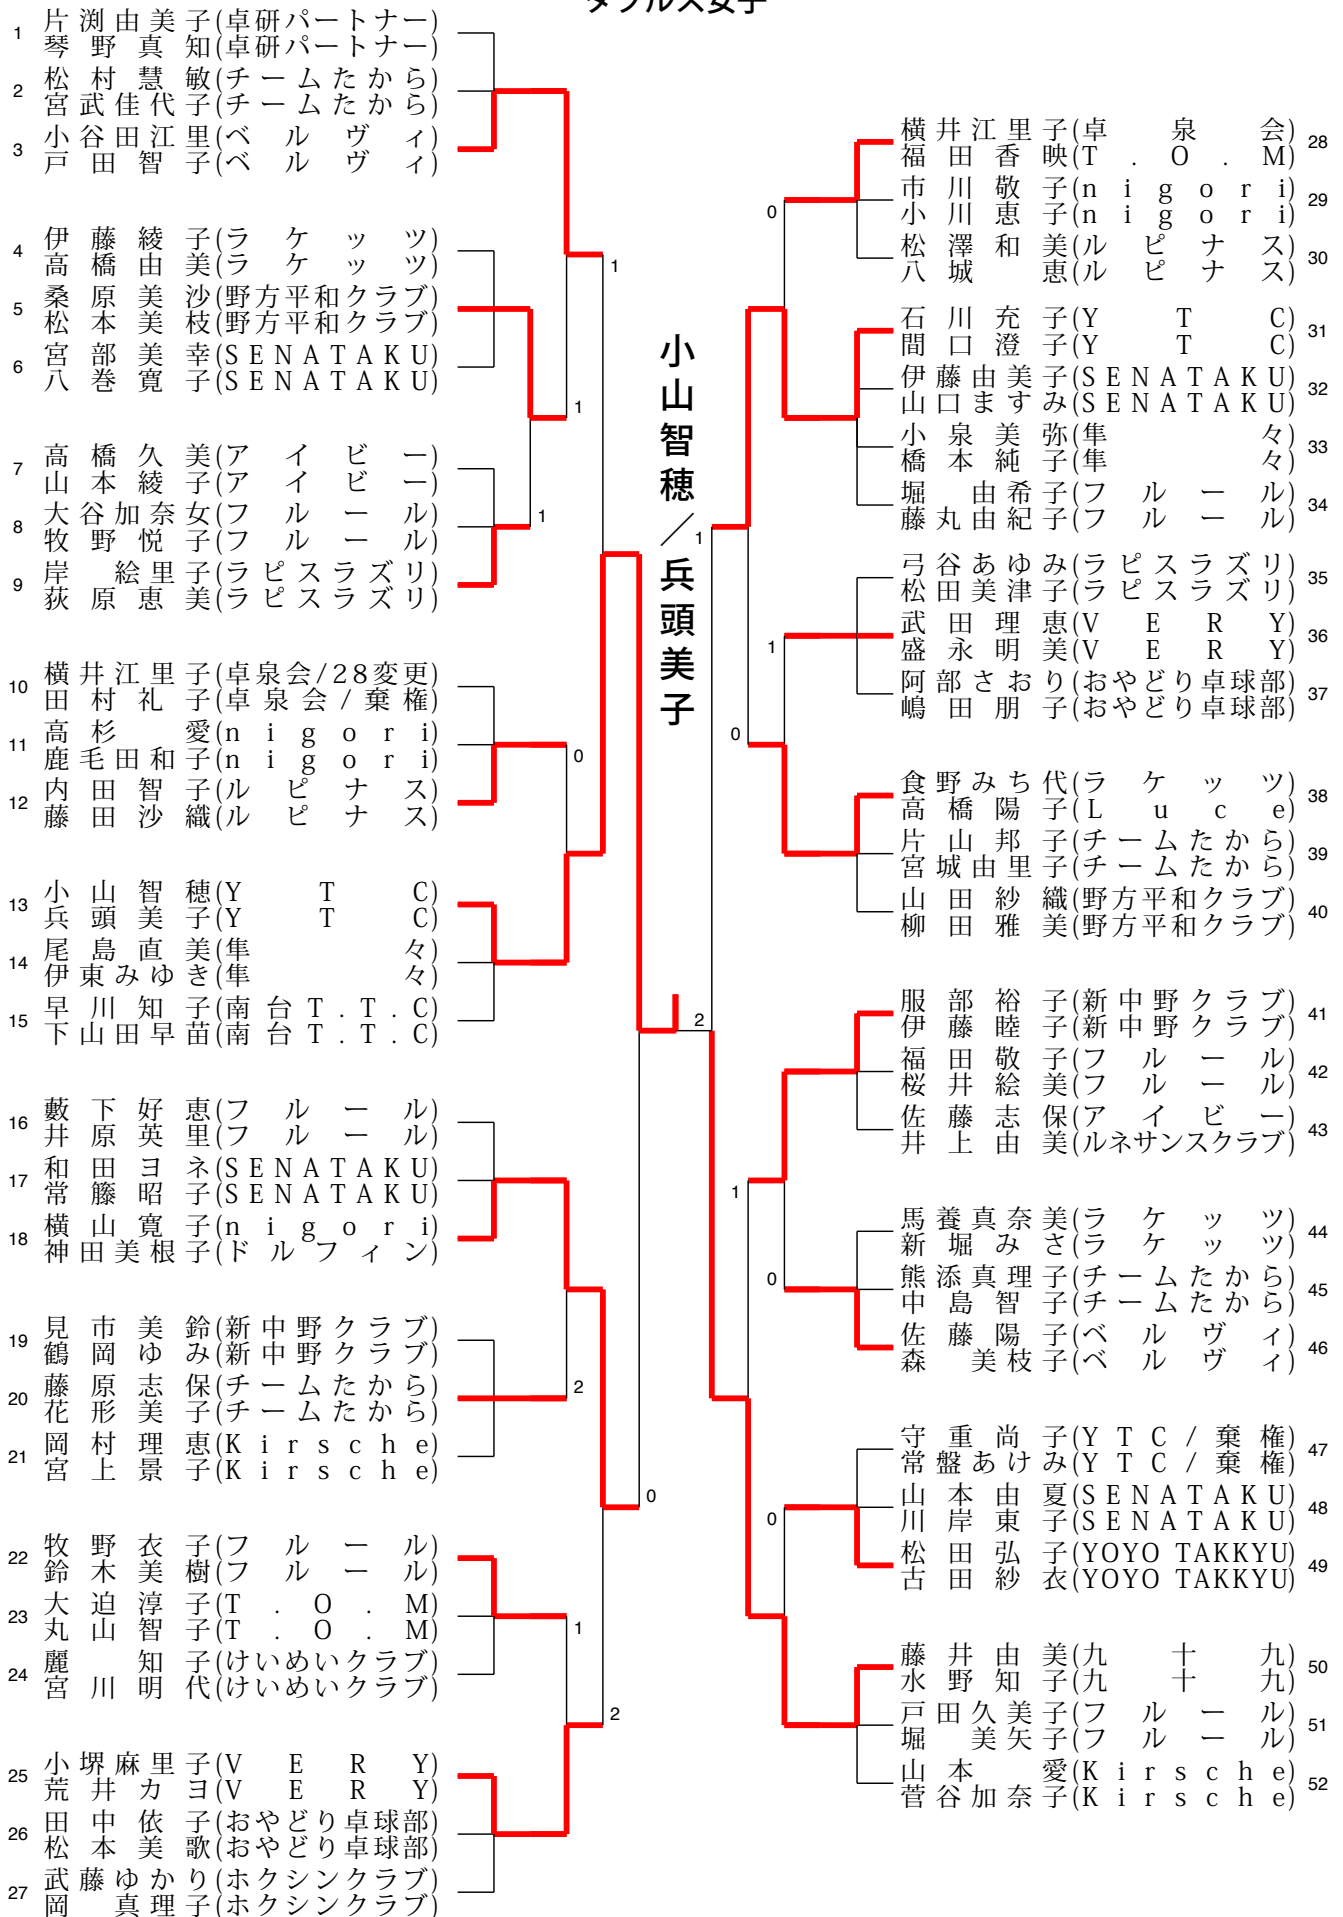 ダブルス女子
1 片渕由美子(卓研パートナー)
琴野真知(卓研パートナー)
2 松村慧敏(チームたから)
宮武佳代子(チームたから)
3 小谷田江里(ベルヴィ)
戸田智子(ベルヴィ)
4 伊藤綾子(ラケッツ)
高橋由美(ラケッツ)
5 桑原美沙(野方平和クラブ)
松本美枝(野方平和クラブ)
6 宮部美幸(SENATAKU)
八巻寛子(SENATAKU)
7 高橋久美(アイビー)
山本綾子(アイビー)
8 大谷加奈女(フルール)
牧野悦子(フルール)
9 岸絵里子(ラピスラズリ)
荻原恵美(ラピスラズリ)
10 横井江里子(卓泉会/28変更)
田村礼子(卓泉会/棄権)
11 高杉愛(nigori)
鹿毛田和子(nigori)
12 内田智子(ルピナス)
藤田沙織(ルピナス)
13 小山智穂(YTC)
兵頭美子(YTC)
14 尾島直美(隼々)
伊東みゆき(隼々)
15 早川知子(南台T.T.C)
下山田早苗(南台T.T.C)
16 藪下好恵(フルール)
井原英里(フルール)
17 和田ヨネ(SENATAKU)
常籐昭子(SENATAKU)
18 横山寛子(nigori)
神田美根子(ドルフィン)
19 見市美鈴(新中野クラブ)
鶴岡ゆみ(新中野クラブ)
20 藤原志保(チームたから)
花形美子(チームたから)
21 岡村理恵(Kirsche)
宮上景子(Kirsche)
22 牧野衣子(フルール)
鈴木美樹(フルール)
23 大迫淳子(T.O.M)
丸山智子(T.O.M)
24 麗知子(けいめいクラブ)
宮川明代(けいめいクラブ)
25 小堺麻里子(VERY)
荒井カヨ(VERY)
26 田中依子(おやどり卓球部)
松本美歌(おやどり卓球部)
27 武藤ゆかり(ホクシンクラブ)
岡真理子(ホクシンクラブ)
1
1
1
0
2
1
2
0
小山智穂／兵頭美子
2
1
0
0
1
1
0
0
横井江里子(卓泉会) 28
福田香映(T.O.M)
市川敬子(nigori) 29
小川恵子(nigori)
松澤和美(ルピナス) 30
八城恵(ルピナス)
石川充子(YTC) 31
間口澄子(YTC)
伊藤由美子(SENATAKU) 32
山口ますみ(SENATAKU)
小泉美弥(隼々) 33
橋本純子(隼々)
堀由希子(フルール) 34
藤丸由紀子(フルール)
弓谷あゆみ(ラピスラズリ) 35
松田美津子(ラピスラズリ)
武田理恵(VERY) 36
盛永明美(VERY)
阿部さおり(おやどり卓球部) 37
嶋田朋子(おやどり卓球部)
食野みち代(ラケッツ) 38
高橋陽子(Luce)
片山邦子(チームたから) 39
宮城由里子(チームたから)
山田紗織(野方平和クラブ) 40
柳田雅美(野方平和クラブ)
服部裕子(新中野クラブ) 41
伊藤睦子(新中野クラブ)
福田敬子(フルール) 42
桜井絵美(フルール)
佐藤志保(アイビー) 43
井上由美(ルネサンスクラブ)
馬養真奈美(ラケッツ) 44
新堀みさ(ラケッツ)
熊添真理子(チームたから) 45
中島智子(チームたから)
佐藤陽子(ベルヴィ) 46
森美枝子(ベルヴィ)
守重尚子(YTC/棄権) 47
常盤あけみ(YTC/棄権)
山本由夏(SENATAKU) 48
川岸東子(SENATAKU)
松田弘子(YOYO TAKKYU) 49
古田紗衣(YOYO TAKKYU)
藤井由美(九十九) 50
水野知子(九十九)
戸田久美子(フルール) 51
堀美矢子(フルール)
山本愛(Kirsche) 52
菅谷加奈子(Kirsche)